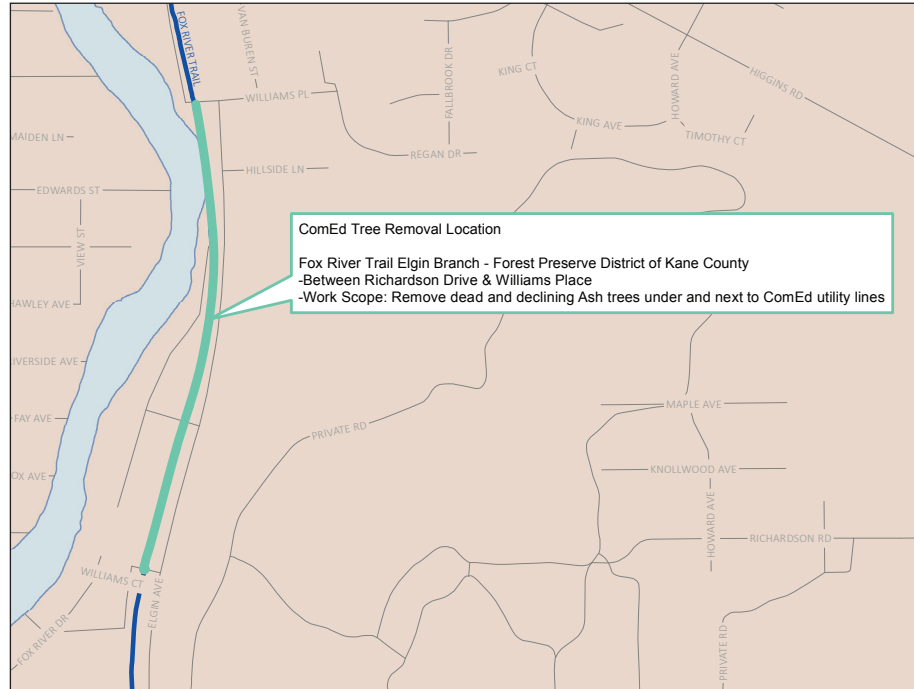 FOX RIVER TRAIL
VAN BUREN ST
WILLIAMS PL
FALLBROOK DR
KING CT
HOWARD AVE
HIGGINS RD
KING AVE
TIMOTHY CT
MAIDEN LN
REGAN DR
HILLSIDE LN
EDWARDS ST
VIEW ST
ComEd Tree Removal Location
Fox River Trail Elgin Branch - Forest Preserve District of Kane County
-Between Richardson Drive & Williams Place
-Work Scope: Remove dead and declining Ash trees under and next to ComEd utility lines
HAWLEY AVE
RIVERSIDE AVE
FAY AVE
OX AVE
PRIVATE RD
MAPLE AVE
KNOLLWOOD AVE
HOWARD AVE
RICHARDSON RD
WILLIAMS CT
ELGIN AVE
FOX RIVER DR
PRIVATE RD